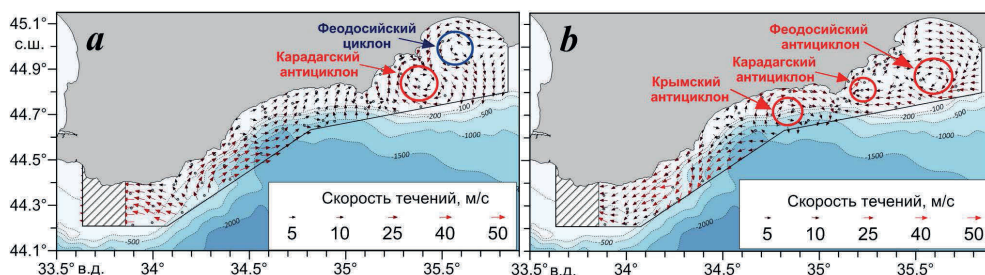 a
45.1°
с.ш.
44.9°
44.7°
44.5°
44.3°
44.1°
Феодосийский
циклон
Карадагский
антициклон
-200
-100
-500
-1000
-1500
-2000
-500
Скорость течений, м/с
5 10 25 40 50
33.5° в.д. 34° 34.5° 35° 35.5°
b
Феодосийский
антициклон
Карадагский
антициклон
Крымский
антициклон
-200
-100
-500
-1000
-1500
-2000
-500
Скорость течений, м/с
5 10 25 40 50
33.5° в.д. 34° 34.5° 35° 35.5°